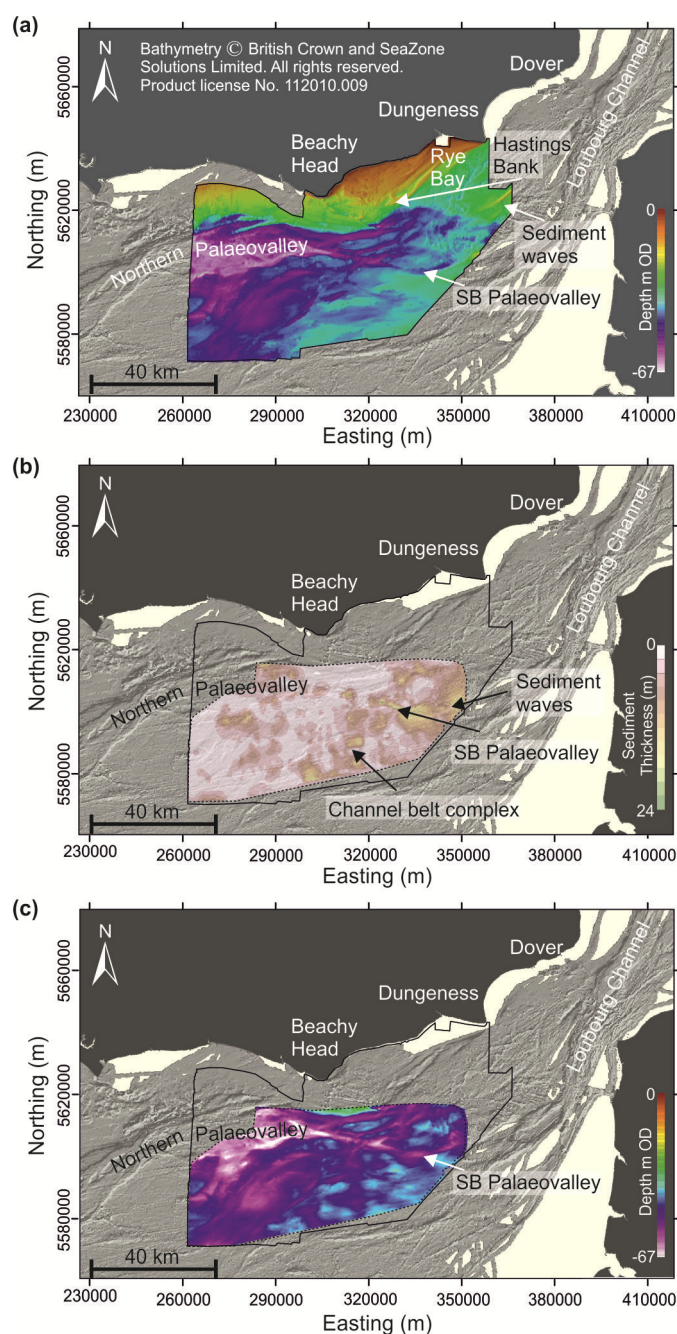 (a)
N
Bathymetry © British Crown and SeaZone
Solutions Limited. All rights reserved.
Product license No. 112010.009
Dover
Dungeness
Beachy
Head
Rye
Bay
Hastings
Bank
Loubourg Channel
Northern Palaeovalley
Sediment
waves
SB Palaeovalley
0
Depth m OD
-67
40 km
Northing (m)
5660000
5620000
5580000
230000 260000 290000 320000 350000 380000 410000
Easting (m)
(b)
N
Dover
Dungeness
Beachy
Head
Loubourg Channel
Northern Palaeovalley
Sediment
waves
SB Palaeovalley
Channel belt complex
0
Sediment
Thickness (m)
24
40 km
Northing (m)
5660000
5620000
5580000
230000 260000 290000 320000 350000 380000 410000
Easting (m)
(c)
N
Dover
Dungeness
Beachy
Head
Loubourg Channel
Northern Palaeovalley
SB Palaeovalley
0
Depth m OD
-67
40 km
Northing (m)
5660000
5620000
5580000
230000 260000 290000 320000 350000 380000 410000
Easting (m)